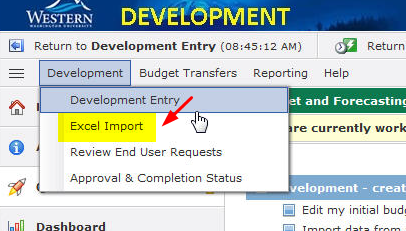 WESTERN
WASHINGTON UNIVERSITY
DEVELOPMENT
Return to Development Entry (08:45:12 AM)
Return
Development
Budget Transfers
Reporting
Help
Development Entry
et and Forecasting
Excel Import
are currently work
Review End User Requests
Approval & Completion Status
evelopment - creat
Edit my initial budg
Dashboard
Import data from